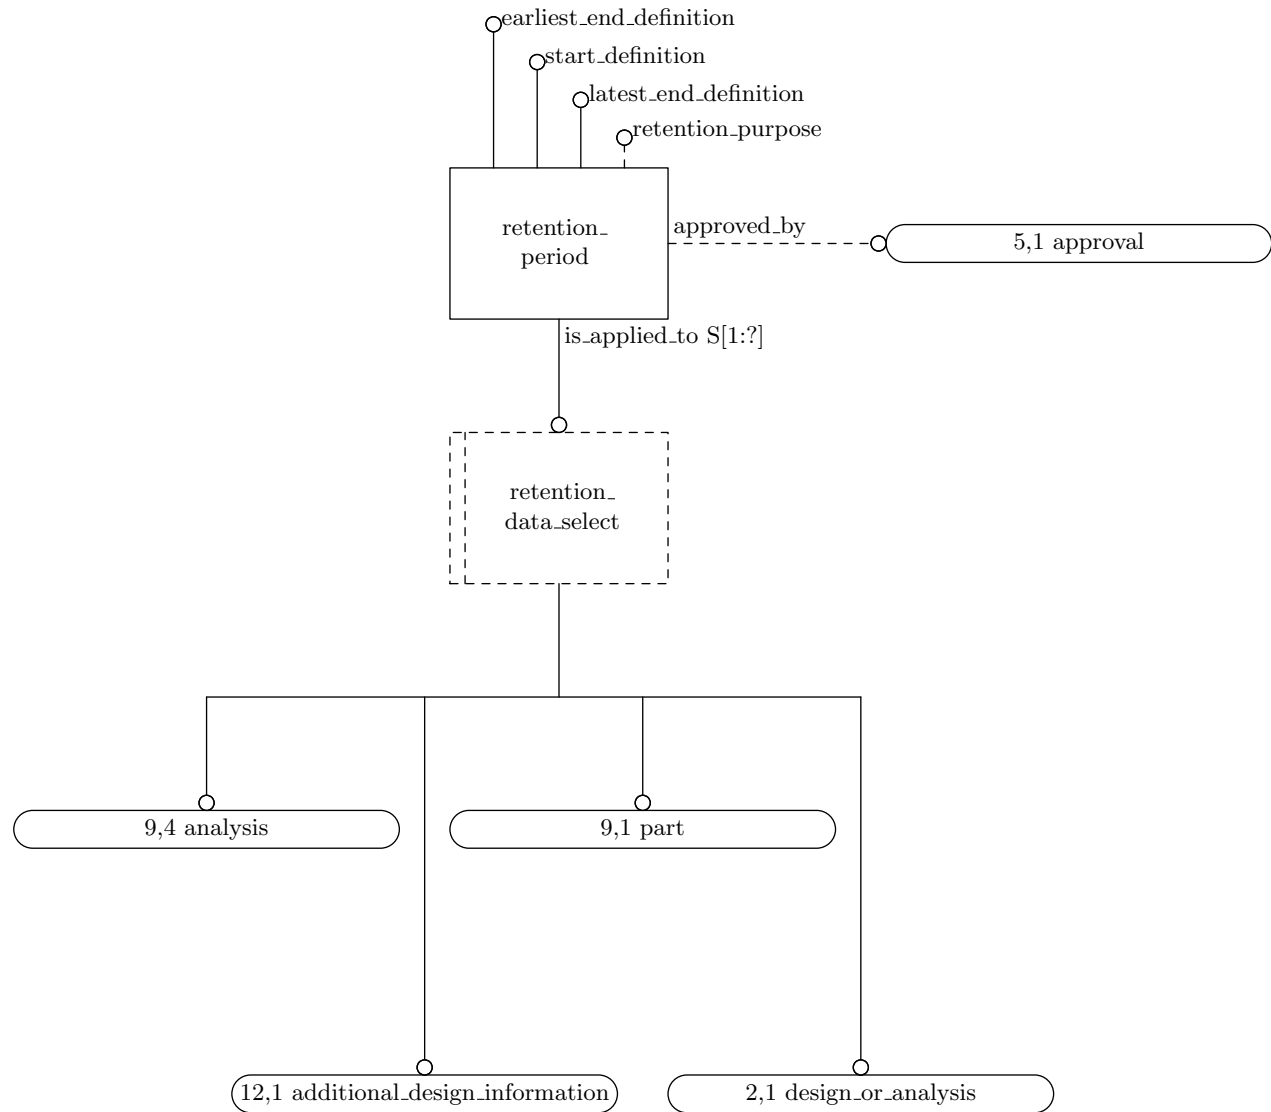 earliest_end_definition
start_definition
latest_end_definition
retention_purpose
retention_
period
approved_by
5,1 approval
is_applied_to S[1:?]
retention_
data_select
9,4 analysis
9,1 part
12,1 additional_design_information
2,1 design_or_analysis